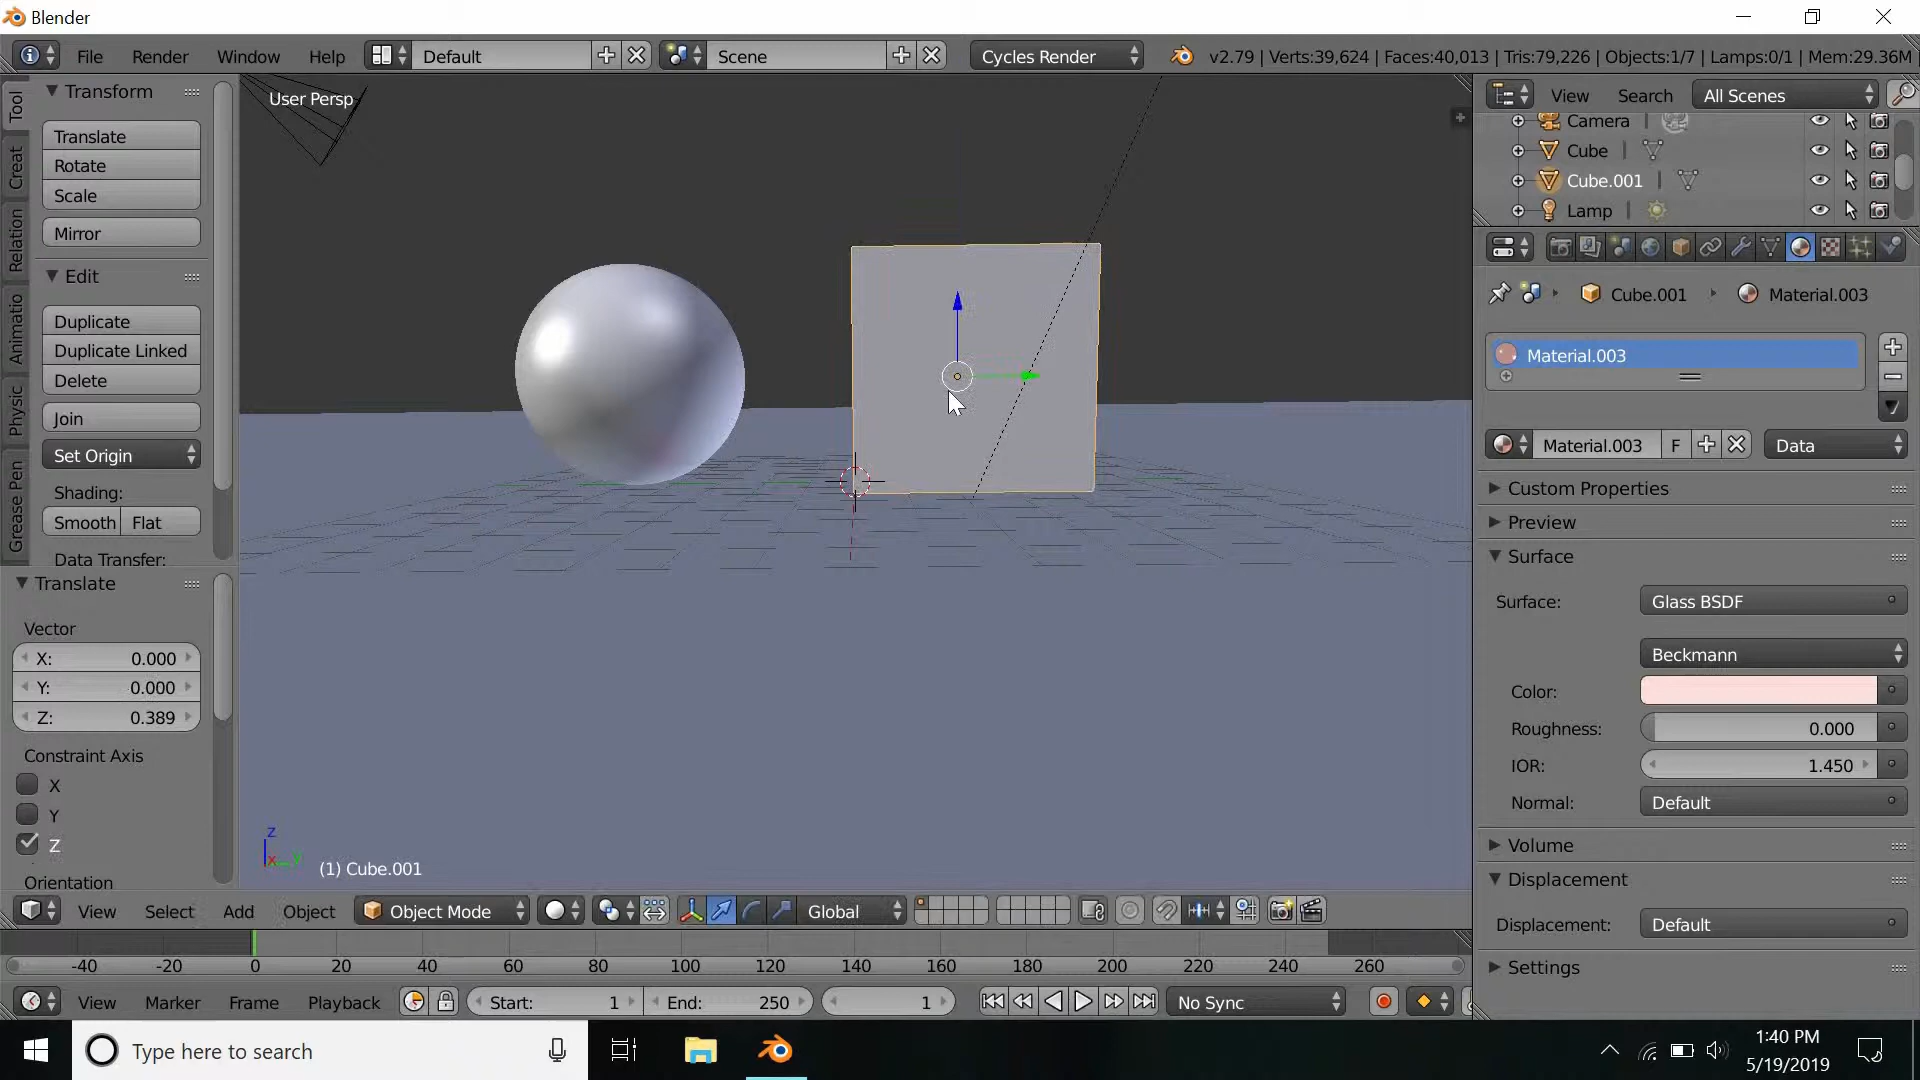 Blender
File Render Window Help Default Scene Cycles Render v2.79 | Verts:39,624 | Faces:40,013 | Tris:79,226 | Objects:1/7 | Lamps:0/1 | Mem:29.36M
Tool
Creat
Relation
Animatio
Physic
Grease Pen
Transform
Translate
Rotate
Scale
Mirror
Edit
Duplicate
Duplicate Linked
Delete
Join
Set Origin
Shading:
Smooth Flat
Data Transfer:
Translate
Vector
X: 0.000
Y: 0.000
Z: 0.389
Constraint Axis
X
Y
Z
Orientation
User Persp
z
x y
(1) Cube.001
View Select Add Object Object Mode Global
-40 -20 0 20 40 60 80 100 120 140 160 180 200 220 240 260
View Marker Frame Playback Start: 1 End: 250 1 No Sync
View Search All Scenes
Camera
Cube
Cube.001
Lamp
Cube.001 Material.003
Material.003
Material.003 F Data
Custom Properties
Preview
Surface
Surface: Glass BSDF
Beckmann
Color:
Roughness: 0.000
IOR: 1.450
Normal: Default
Volume
Displacement
Displacement: Default
Settings
Type here to search
1:40 PM
5/19/2019